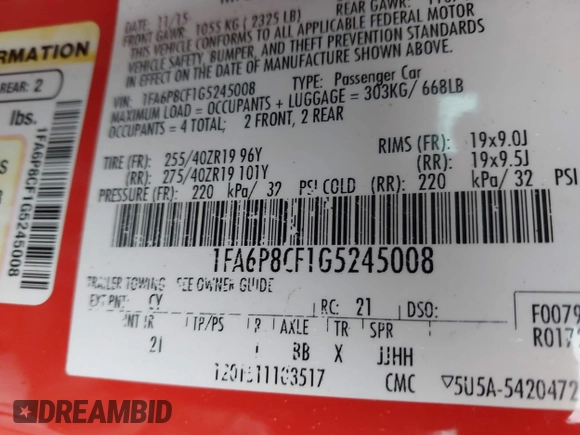 DATE: 11/15
FRONT GAWR: 1055 KG ( 2325 LB) REAR GAWR:
THIS VEHICLE CONFORMS TO ALL APPLICABLE FEDERAL MOTOR
VEHICLE SAFETY, BUMPER, AND THEFT PREVENTION STANDARDS
IN EFFECT ON THE DATE OF MANUFACTURE SHOWN ABOVE.
VIN: 1FA6P8CF1G5245008 TYPE: Passenger Car
MAXIMUM LOAD = OCCUPANTS + LUGGAGE = 303KG/ 668LB
OCCUPANTS = 4 TOTAL; 2 FRONT, 2 REAR
TIRE (FR): 255/40ZR19 96Y RIMS (FR): 19x9.0J
(RR): 275/40ZR19 101Y (RR): 19x9.5J
PRESSURE (FR): 220 kPa/ 32 PSI COLD (RR): 220 kPa/ 32 PSI
1FA6P8CF1G5245008
TRAILER TOWING - SEE OWNER GUIDE
EXT PNT: RC: 21 DSO: F0079
INT TR TP/PS R AXLE TR SPR
21 BB X JJHH
CMC ▽5U5A-5420472
RMATION
REAR: 2
lbs.
1FA6P8CF1G5245008
DREAMBID